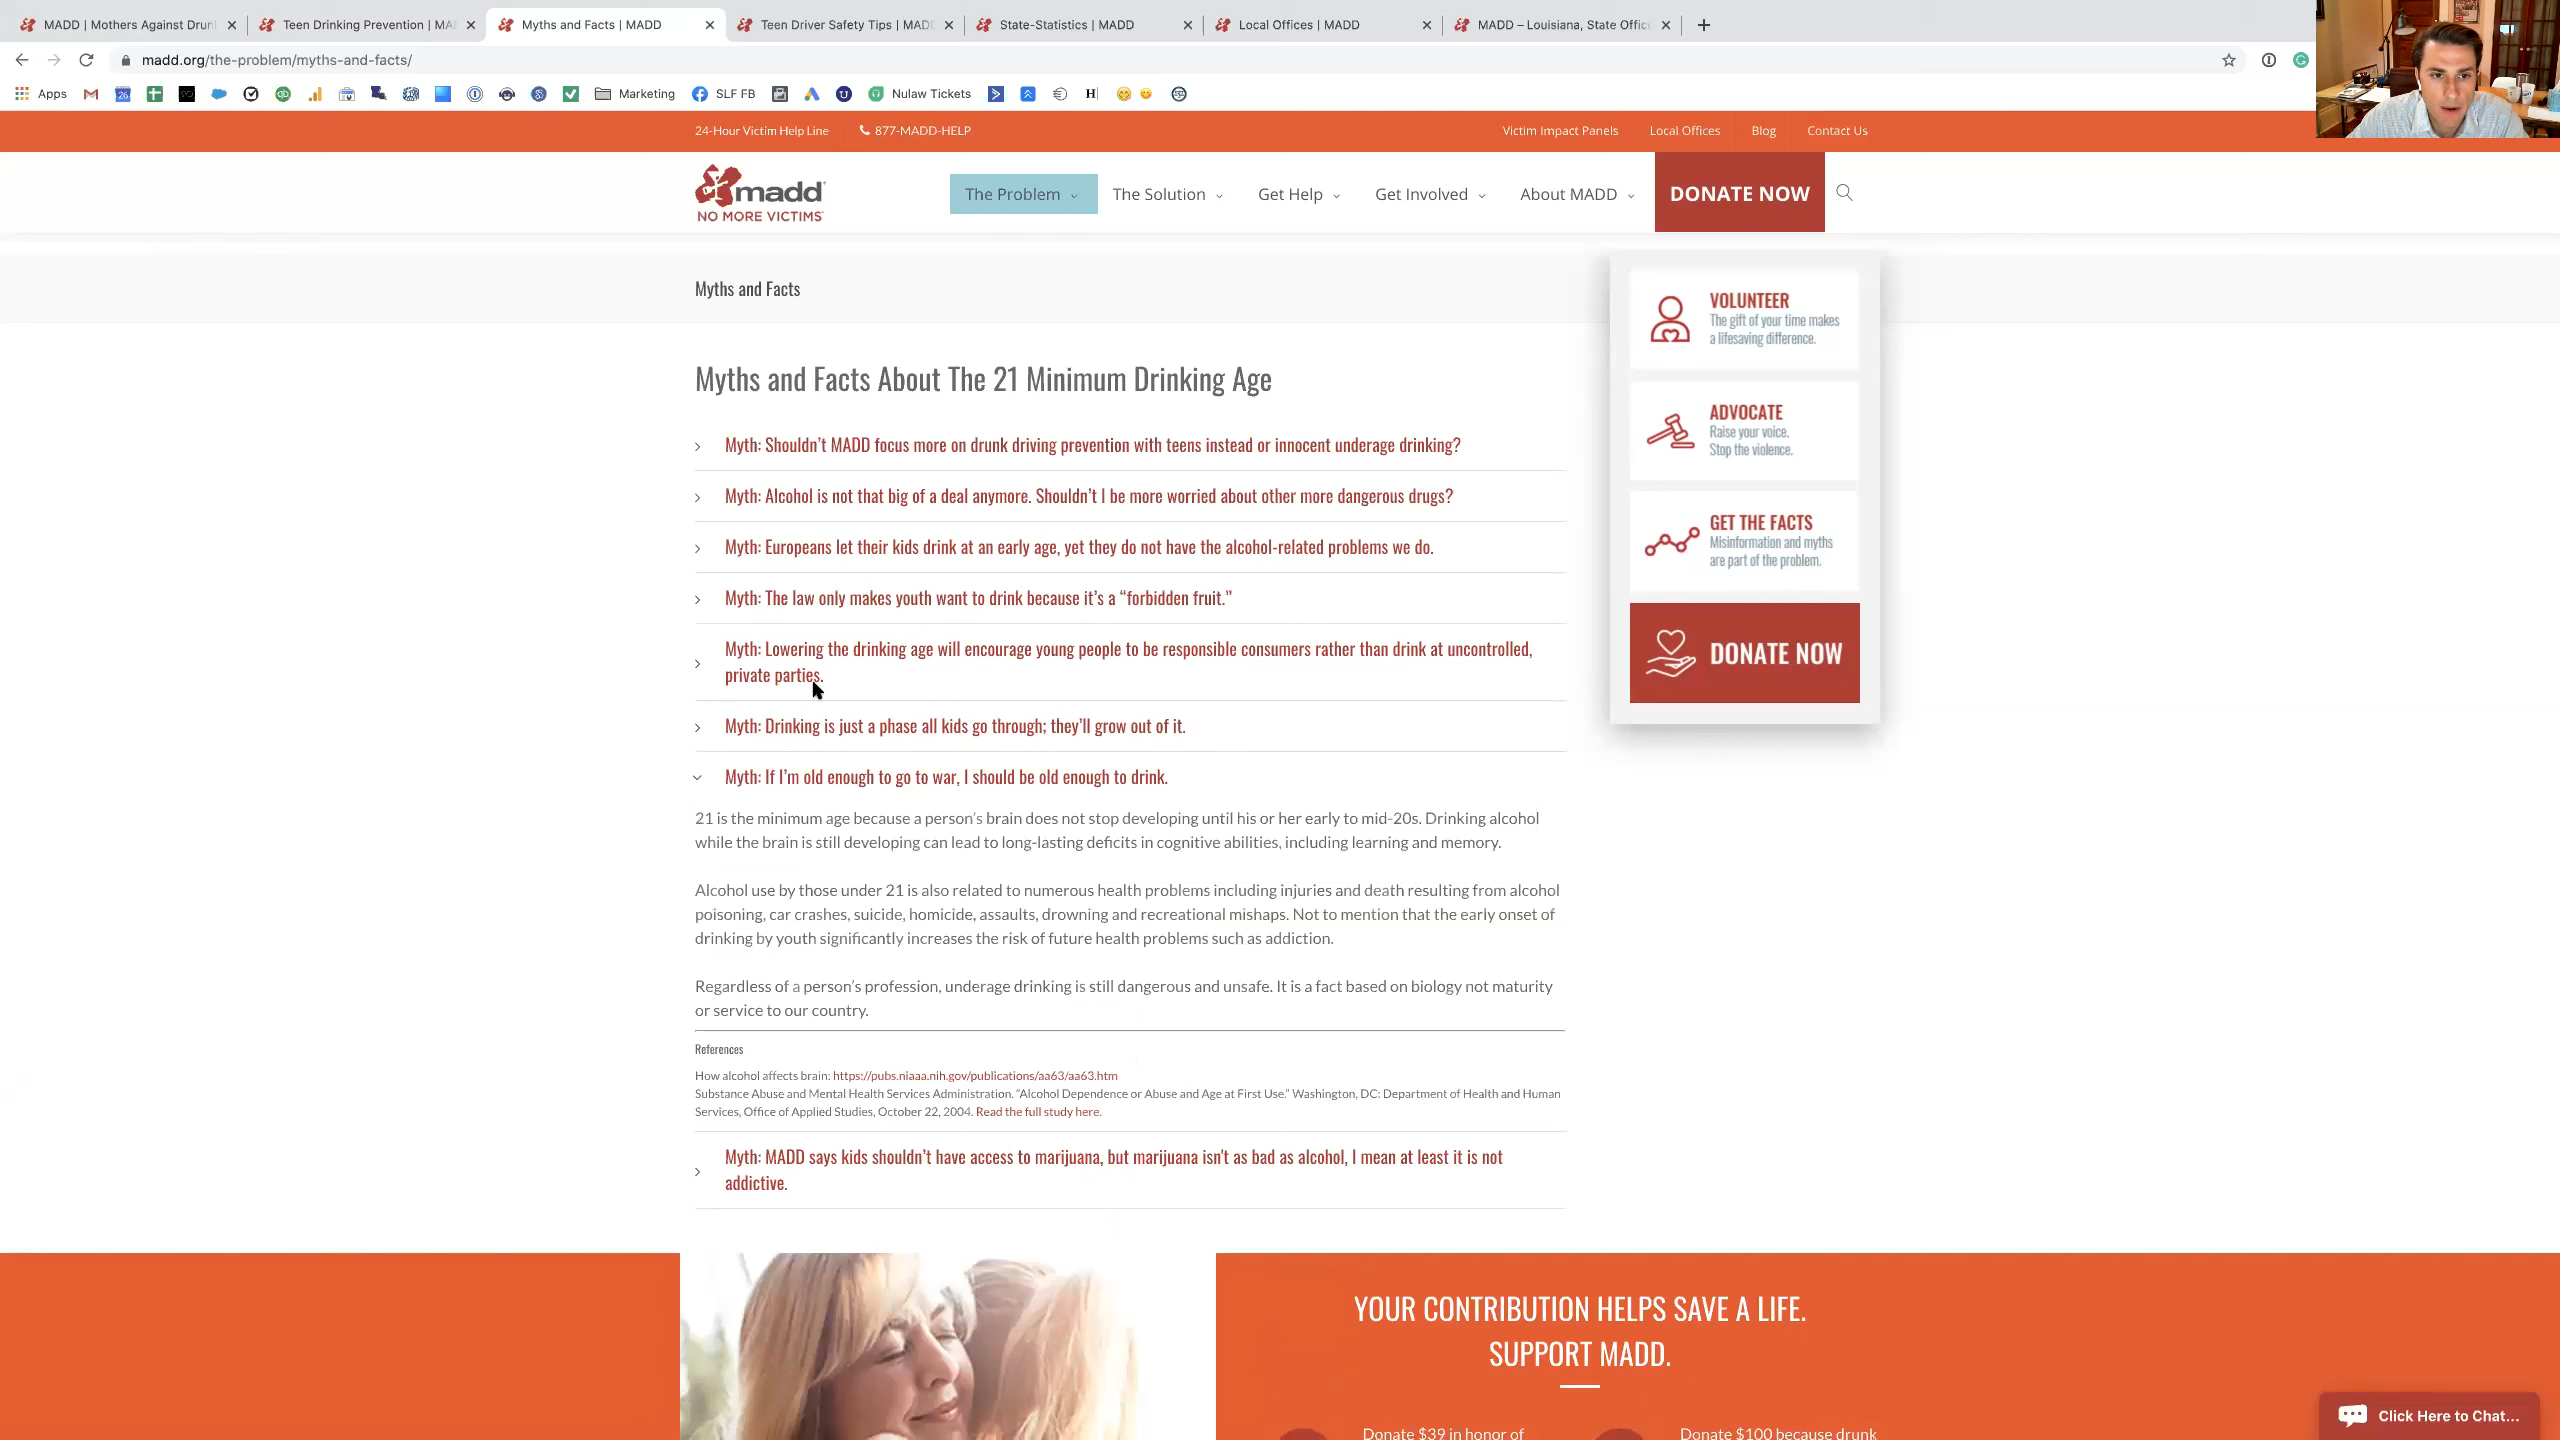 MADD | Mothers Against Drun
Teen Drinking Prevention | MA
Myths and Facts | MADD
Teen Driver Safety Tips | MADD
State-Statistics | MADD
Local Offices | MADD
MADD – Louisiana, State Offic
madd.org/the-problem/myths-and-facts/
Apps
Marketing
SLF FB
Nulaw Tickets
24-Hour Victim Help Line
877-MADD-HELP
Victim Impact Panels
Local Offices
Blog
Contact Us
madd
NO MORE VICTIMS
The Problem
The Solution
Get Help
Get Involved
About MADD
DONATE NOW
Myths and Facts
VOLUNTEER
The gift of your time makes
a lifesaving difference.
ADVOCATE
Raise your voice.
Stop the violence.
GET THE FACTS
Misinformation and myths
are part of the problem.
DONATE NOW
Myths and Facts About The 21 Minimum Drinking Age
Myth: Shouldn't MADD focus more on drunk driving prevention with teens instead or innocent underage drinking?
Myth: Alcohol is not that big of a deal anymore. Shouldn't I be more worried about other more dangerous drugs?
Myth: Europeans let their kids drink at an early age, yet they do not have the alcohol-related problems we do.
Myth: The law only makes youth want to drink because it's a “forbidden fruit.”
Myth: Lowering the drinking age will encourage young people to be responsible consumers rather than drink at uncontrolled,
private parties.
Myth: Drinking is just a phase all kids go through; they'll grow out of it.
Myth: If I'm old enough to go to war, I should be old enough to drink.
21 is the minimum age because a person's brain does not stop developing until his or her early to mid-20s. Drinking alcohol
while the brain is still developing can lead to long-lasting deficits in cognitive abilities, including learning and memory.
Alcohol use by those under 21 is also related to numerous health problems including injuries and death resulting from alcohol
poisoning, car crashes, suicide, homicide, assaults, drowning and recreational mishaps. Not to mention that the early onset of
drinking by youth significantly increases the risk of future health problems such as addiction.
Regardless of a person's profession, underage drinking is still dangerous and unsafe. It is a fact based on biology not maturity
or service to our country.
References
How alcohol affects brain: https://pubs.niaaa.nih.gov/publications/aa63/aa63.htm
Substance Abuse and Mental Health Services Administration. “Alcohol Dependence or Abuse and Age at First Use.” Washington, DC: Department of Health and Human
Services, Office of Applied Studies, October 22, 2004. Read the full study here.
Myth: MADD says kids shouldn't have access to marijuana, but marijuana isn't as bad as alcohol, I mean at least it is not
addictive.
YOUR CONTRIBUTION HELPS SAVE A LIFE.
SUPPORT MADD.
Donate $39 in honor of
Donate $100 because drunk
Click Here to Chat...